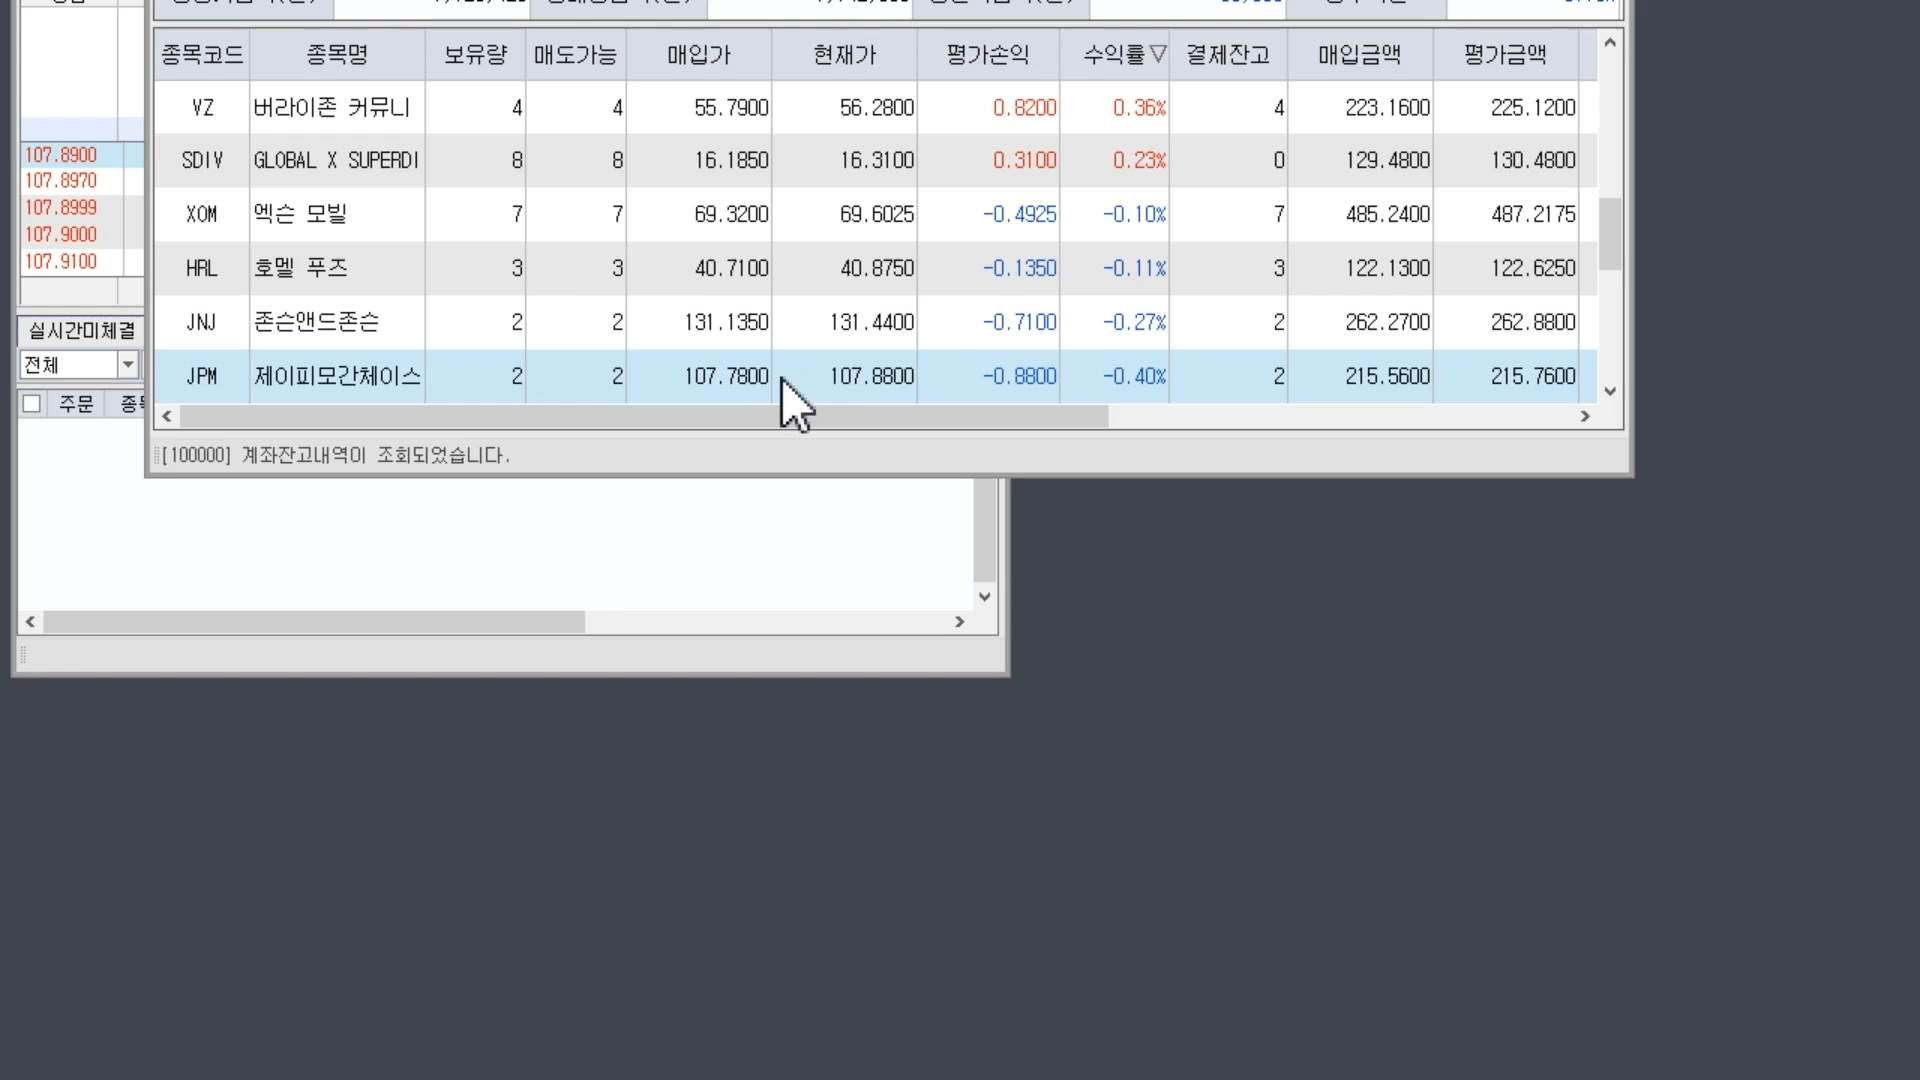 종목코드 종목명 보유량 매도가능 매입가 현재가 평가손익 수익률▽ 결제잔고 매입금액 평가금액
VZ 버라이존 커뮤니 4 4 55.7900 56.2800 0.8200 0.36% 4 223.1600 225.1200
SDIV GLOBAL X SUPERDI 8 8 16.1850 16.3100 0.3100 0.23% 0 129.4800 130.4800
XOM 엑슨 모빌 7 7 69.3200 69.6025 -0.4925 -0.10% 7 485.2400 487.2175
HRL 호멜 푸즈 3 3 40.7100 40.8750 -0.1350 -0.11% 3 122.1300 122.6250
JNJ 존슨앤드존슨 2 2 131.1350 131.4400 -0.7100 -0.27% 2 262.2700 262.8800
JPM 제이피모간체이스 2 2 107.7800 107.8800 -0.8800 -0.40% 2 215.5600 215.7600
[100000] 계좌잔고내역이 조회되었습니다.
107.8900
107.8970
107.8999
107.9000
107.9100
실시간미체결
전체
주문